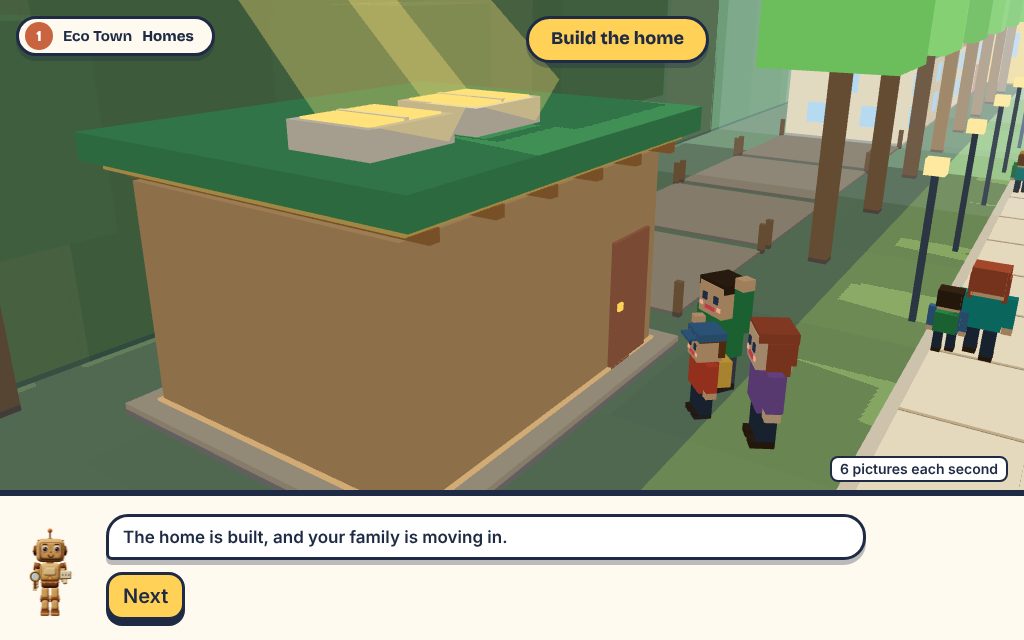 1 Eco Town Homes
Build the home
6 pictures each second
The home is built, and your family is moving in.
Next